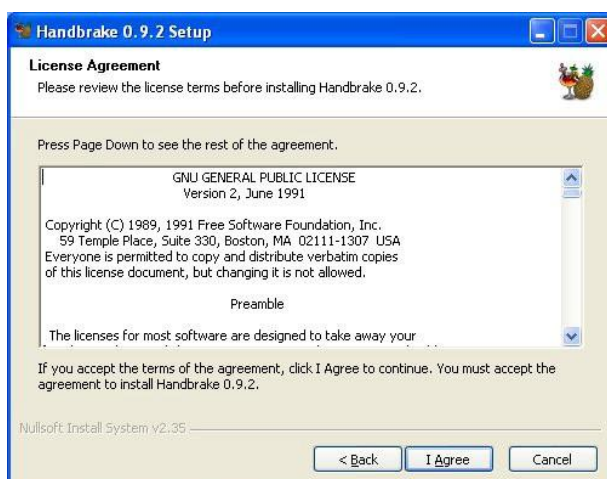 Handbrake 0.9.2 Setup
License Agreement
Please review the license terms before installing Handbrake 0.9.2.
Press Page Down to see the rest of the agreement.
GNU GENERAL PUBLIC LICENSE
Version 2, June 1991
Copyright (C) 1989, 1991 Free Software Foundation, Inc.
59 Temple Place, Suite 330, Boston, MA 02111-1307 USA
Everyone is permitted to copy and distribute verbatim copies
of this license document, but changing it is not allowed.
Preamble
The licenses for most software are designed to take away your
If you accept the terms of the agreement, click I Agree to continue. You must accept the
agreement to install Handbrake 0.9.2.
Nullsoft Install System v2.35
< Back
I Agree
Cancel